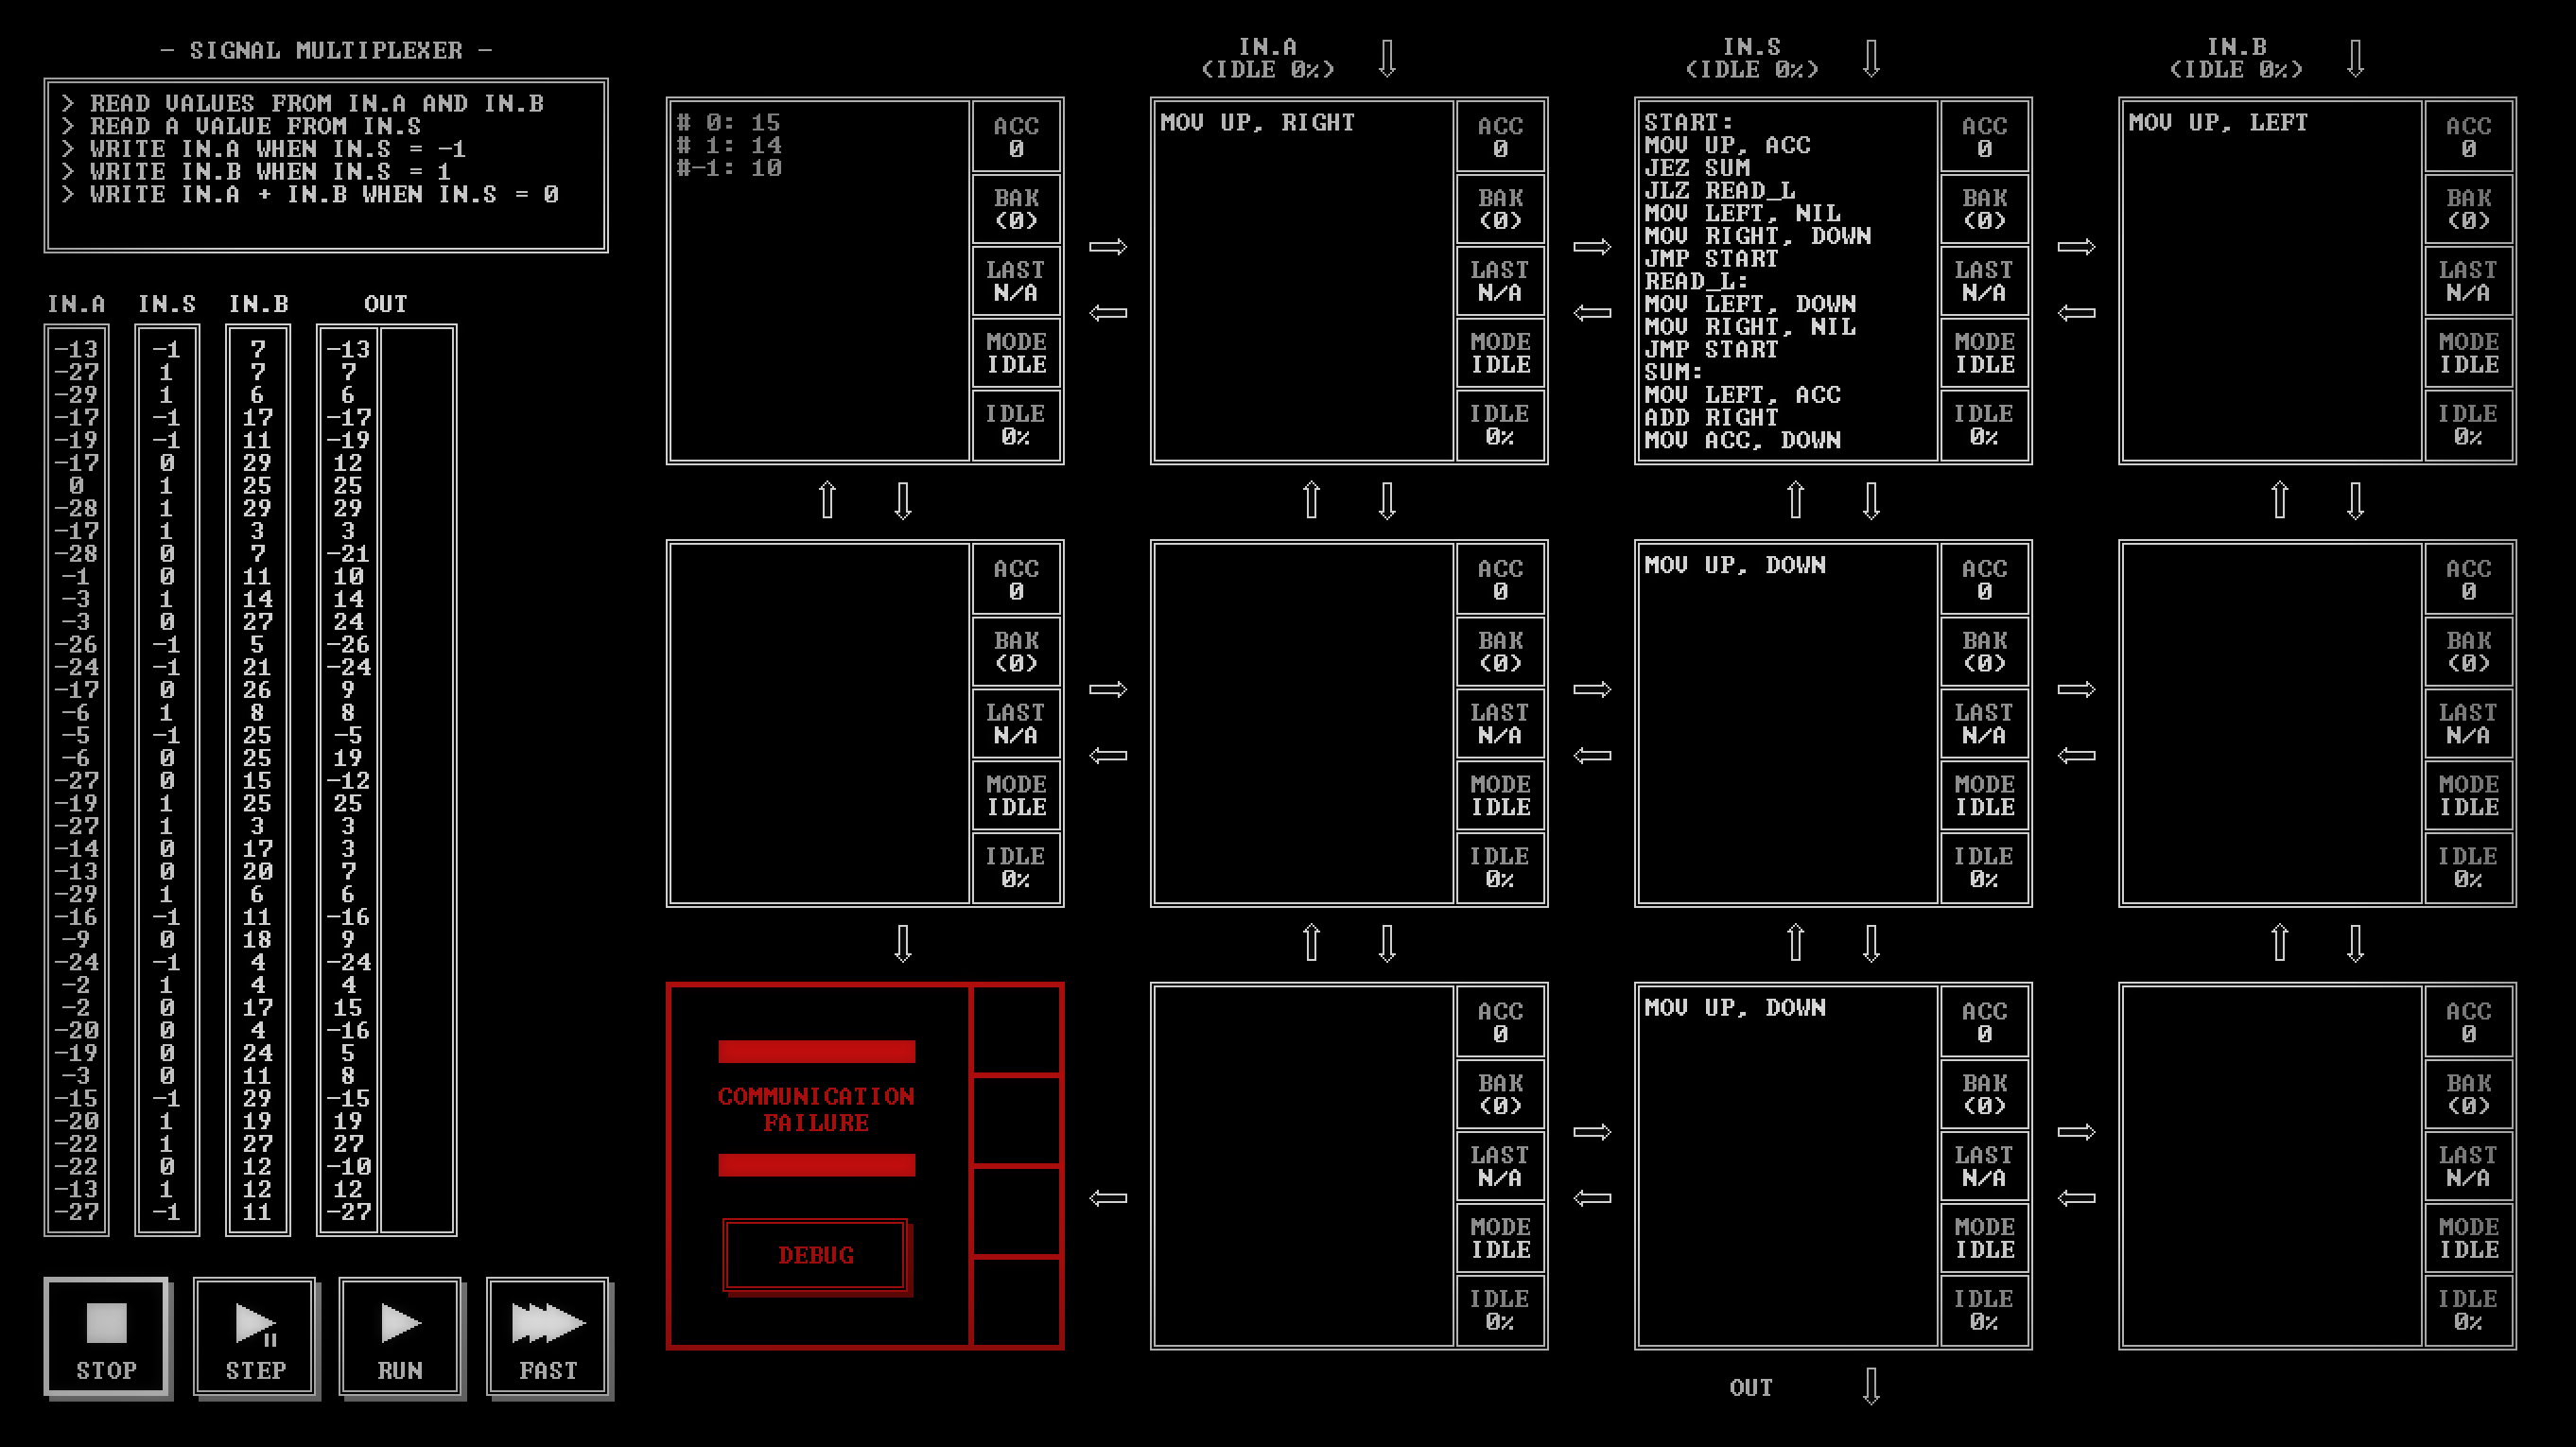 - SIGNAL MULTIPLEXER -
> READ VALUES FROM IN.A AND IN.B
> READ A VALUE FROM IN.S
> WRITE IN.A WHEN IN.S = -1
> WRITE IN.B WHEN IN.S = 1
> WRITE IN.A + IN.B WHEN IN.S = 0
IN.A IN.S IN.B OUT
-13 -1 7 -13
-27 1 7 7
-29 1 6 6
-17 -1 17 -17
-19 -1 11 -19
-17 0 29 12
0 1 25 25
-28 1 29 29
-17 1 3 3
-28 0 7 -21
-1 0 11 10
-3 1 14 14
-3 0 27 24
-26 -1 5 -26
-24 -1 21 -24
-17 0 26 9
-6 1 8 8
-5 -1 25 -5
-6 0 25 19
-27 0 15 -12
-19 1 25 25
-27 1 3 3
-14 0 17 3
-13 0 20 7
-29 1 6 6
-16 -1 11 -16
-9 0 18 9
-24 -1 4 -24
-2 1 4 4
-2 0 17 15
-20 0 4 -16
-19 0 24 5
-3 0 11 8
-15 -1 29 -15
-20 1 19 19
-22 1 27 27
-22 0 12 -10
-13 1 12 12
-27 -1 11 -27
STOP STEP RUN FAST
IN.A
(IDLE 0%)
IN.S
(IDLE 0%)
IN.B
(IDLE 0%)
# 0: 15
# 1: 14
#-1: 10
ACC
0
BAK
(0)
LAST
N/A
MODE
IDLE
IDLE
0%
MOV UP, RIGHT
ACC
0
BAK
(0)
LAST
N/A
MODE
IDLE
IDLE
0%
START:
MOV UP, ACC
JEZ SUM
JLZ READ_L
MOV LEFT, NIL
MOV RIGHT, DOWN
JMP START
READ_L:
MOV LEFT, DOWN
MOV RIGHT, NIL
JMP START
SUM:
MOV LEFT, ACC
ADD RIGHT
MOV ACC, DOWN
ACC
0
BAK
(0)
LAST
N/A
MODE
IDLE
IDLE
0%
MOV UP, LEFT
ACC
0
BAK
(0)
LAST
N/A
MODE
IDLE
IDLE
0%
ACC
0
BAK
(0)
LAST
N/A
MODE
IDLE
IDLE
0%
ACC
0
BAK
(0)
LAST
N/A
MODE
IDLE
IDLE
0%
MOV UP, DOWN
ACC
0
BAK
(0)
LAST
N/A
MODE
IDLE
IDLE
0%
ACC
0
BAK
(0)
LAST
N/A
MODE
IDLE
IDLE
0%
COMMUNICATION
FAILURE
DEBUG
ACC
0
BAK
(0)
LAST
N/A
MODE
IDLE
IDLE
0%
MOV UP, DOWN
ACC
0
BAK
(0)
LAST
N/A
MODE
IDLE
IDLE
0%
ACC
0
BAK
(0)
LAST
N/A
MODE
IDLE
IDLE
0%
OUT